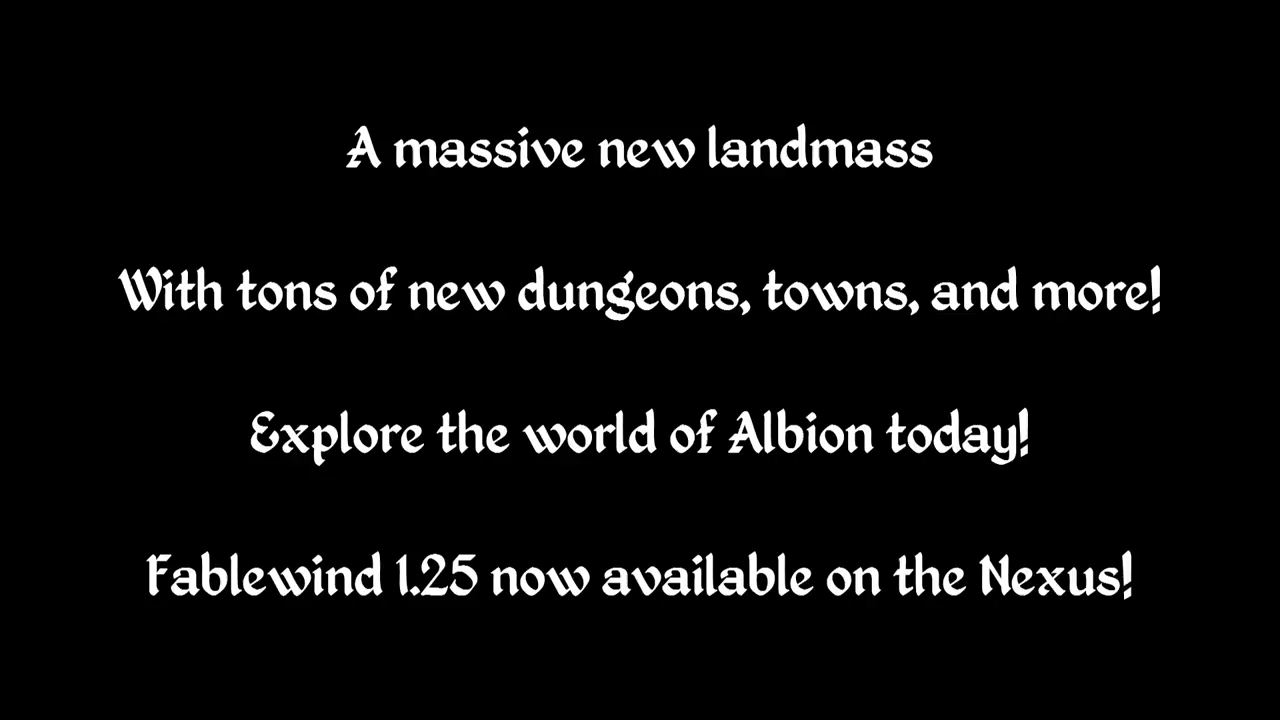 A massive new landmass
With tons of new dungeons, towns, and more!
Explore the world of Albion today!
Fablewind 1.25 now available on the Nexus!